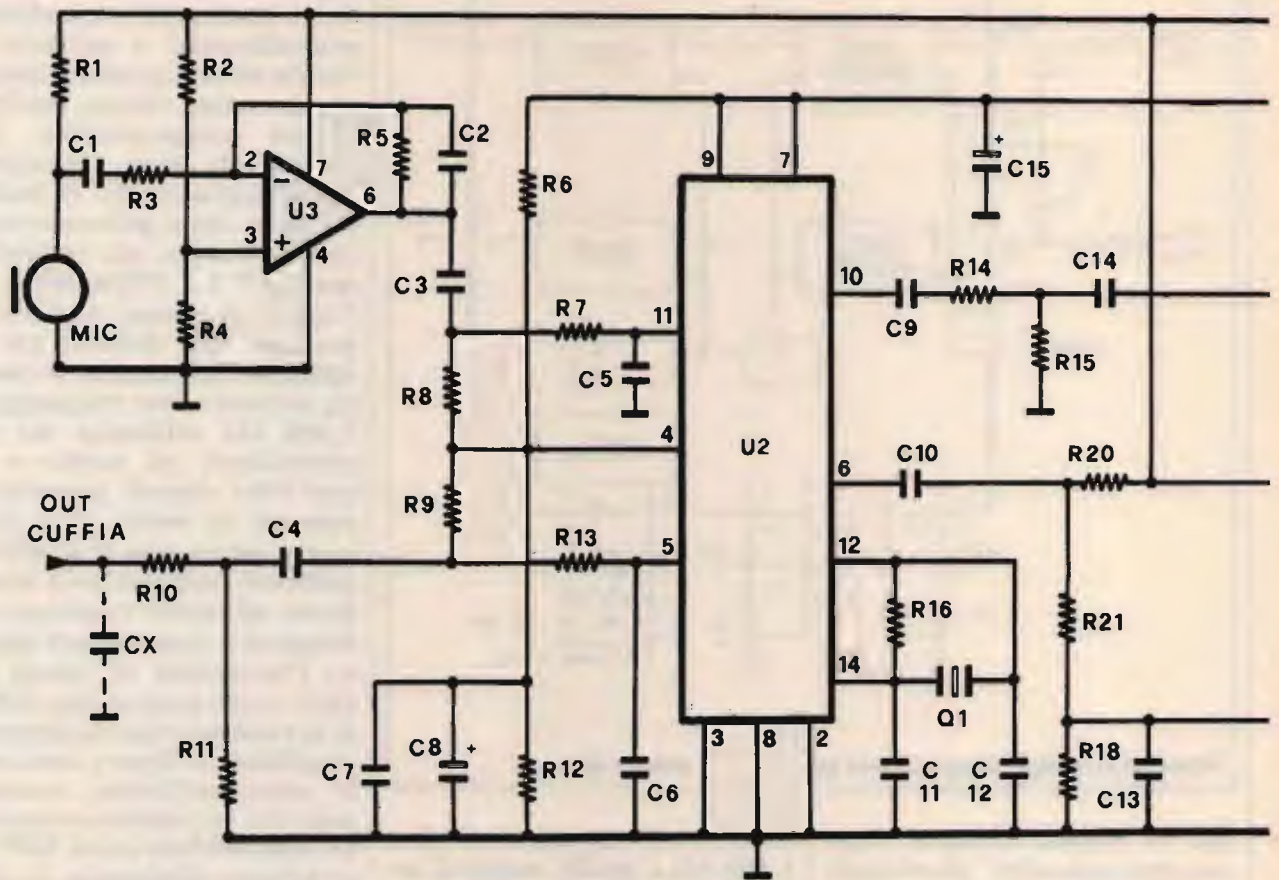 R1
R2
C1
R3
2
-
7
U3
6
3
+
4
R5
C2
MIC
R4
C3
R6
9
7
+
C15
R7
11
C5
10
C9
R14
C14
R15
R8
4
U2
6
C10
R20
R9
OUT
CUFFIA
C4
R13
5
12
R10
CX
R16
R21
14
Q1
R11
C7
C8
+
R12
C6
3
8
2
C
11
C
12
R18
C13